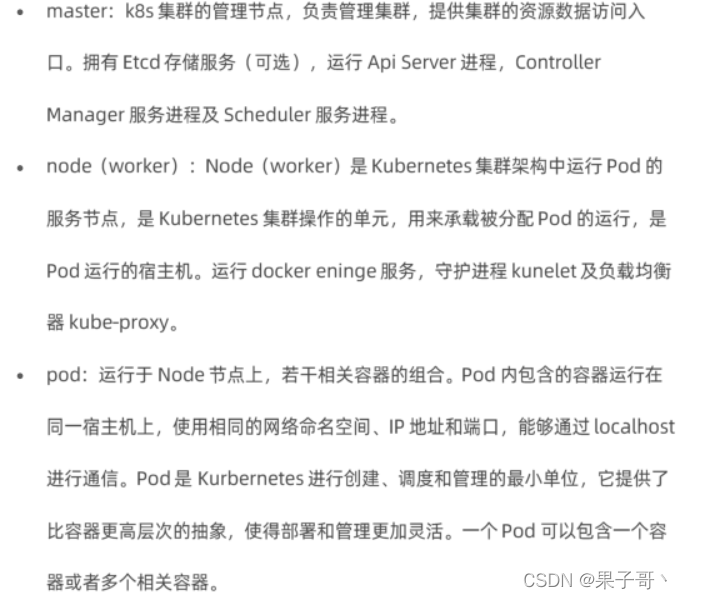 • master：k8s 集群的管理节点，负责管理集群，提供集群的资源数据访问入
口。拥有 Etcd 存储服务（可选），运行 Api Server 进程，Controller
Manager 服务进程及 Scheduler 服务进程。
• node（worker）：Node（worker）是 Kubernetes 集群架构中运行 Pod 的
服务节点，是 Kubernetes 集群操作的单元，用来承载被分配 Pod 的运行，是
Pod 运行的宿主机。运行 docker eninge 服务，守护进程 kunelet 及负载均衡
器 kube-proxy。
• pod：运行于 Node 节点上，若干相关容器的组合。Pod 内包含的容器运行在
同一宿主机上，使用相同的网络命名空间、IP 地址和端口，能够通过 localhost
进行通信。Pod 是 Kurbernetes 进行创建、调度和管理的最小单位，它提供了
比容器更高层次的抽象，使得部署和管理更加灵活。一个 Pod 可以包含一个容
器或者多个相关容器。
CSDN @果子哥丶